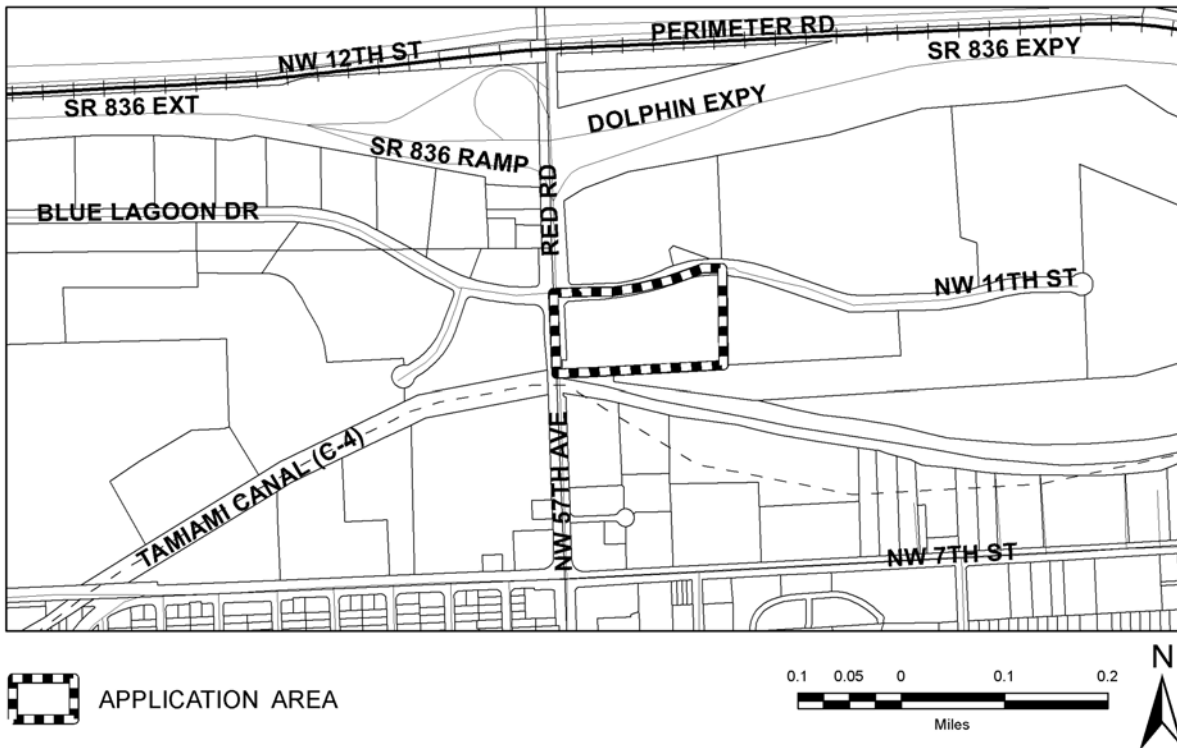 PERIMETER RD
NW 12TH ST
SR 836 EXPY
SR 836 EXT
DOLPHIN EXPY
SR 836 RAMP
RED RD
BLUE LAGOON DR
NW 11TH ST
TAMIAMI CANAL (C-4)
NW 57TH AVE
NW 7TH ST
APPLICATION AREA
0.1 0.05 0 0.1 0.2
Miles
N